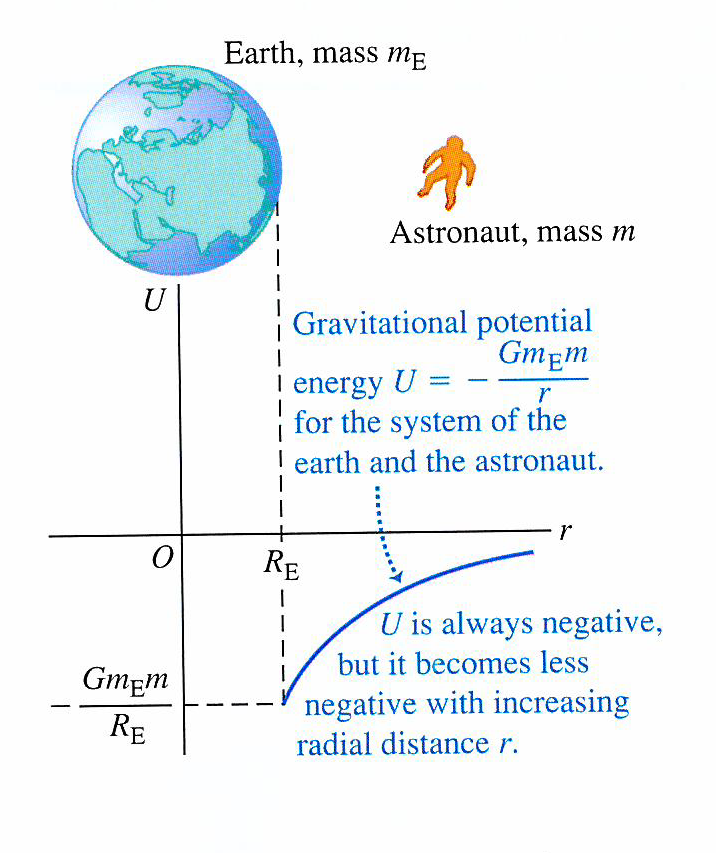 Earth, mass mE
Astronaut, mass m
U
Gravitational potential
energy U = − GmEm / r
for the system of the
earth and the astronaut.
r
O
RE
U is always negative,
but it becomes less
negative with increasing
radial distance r.
− GmEm / RE